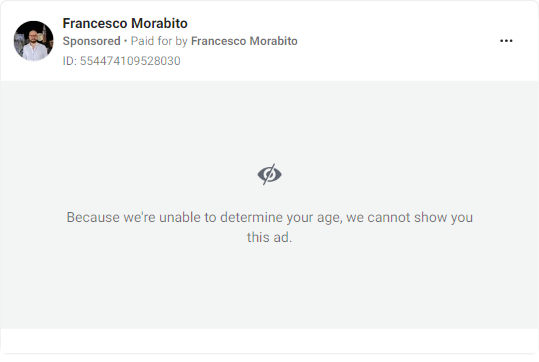 Francesco Morabito
Sponsored • Paid for by Francesco Morabito
ID: 554474109528030
Because we're unable to determine your age, we cannot show you
this ad.